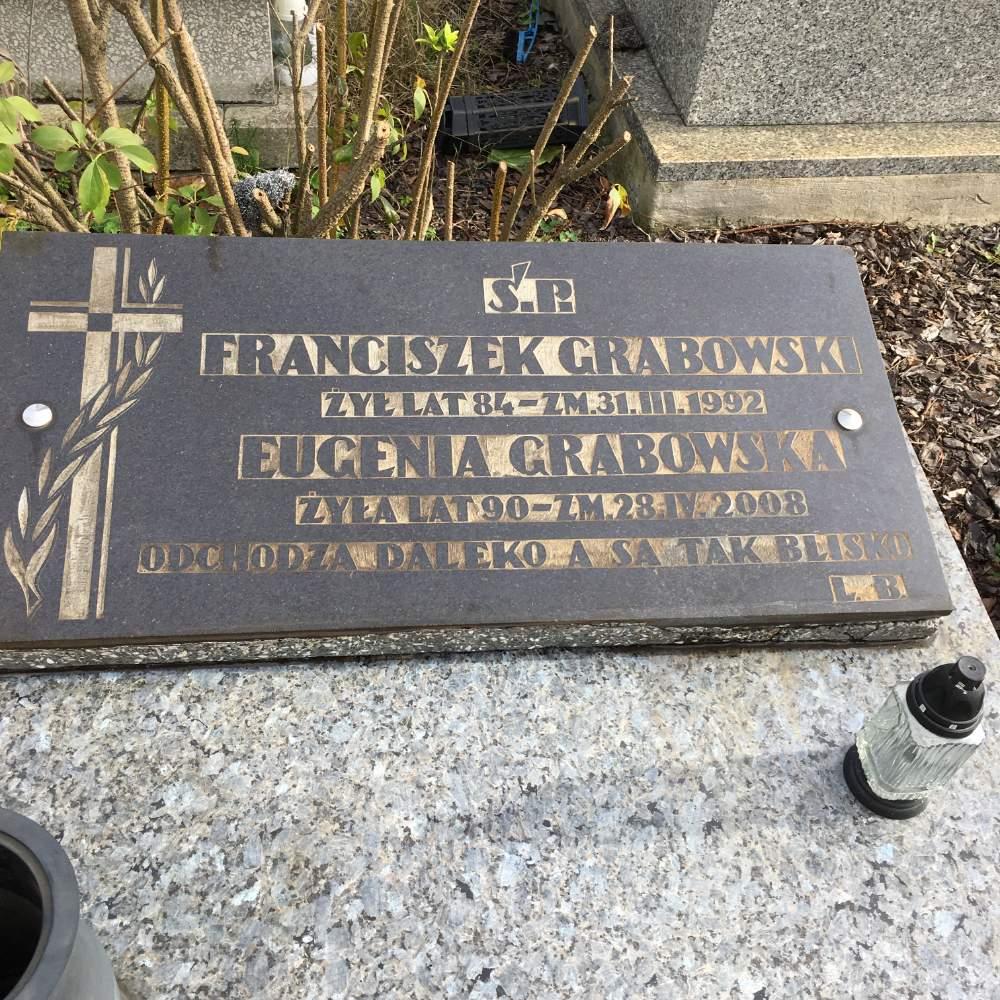 Ś.P.
FRANCISZEK GRABOWSKI
ŻYŁ LAT 84-ZM.31.III.1992
EUGENIA GRABOWSKA
ŻYŁA LAT 90-ZM.28.IV.2008
ODCHODZĄ DALEKO A SĄ TAK BLISKO
L. B.